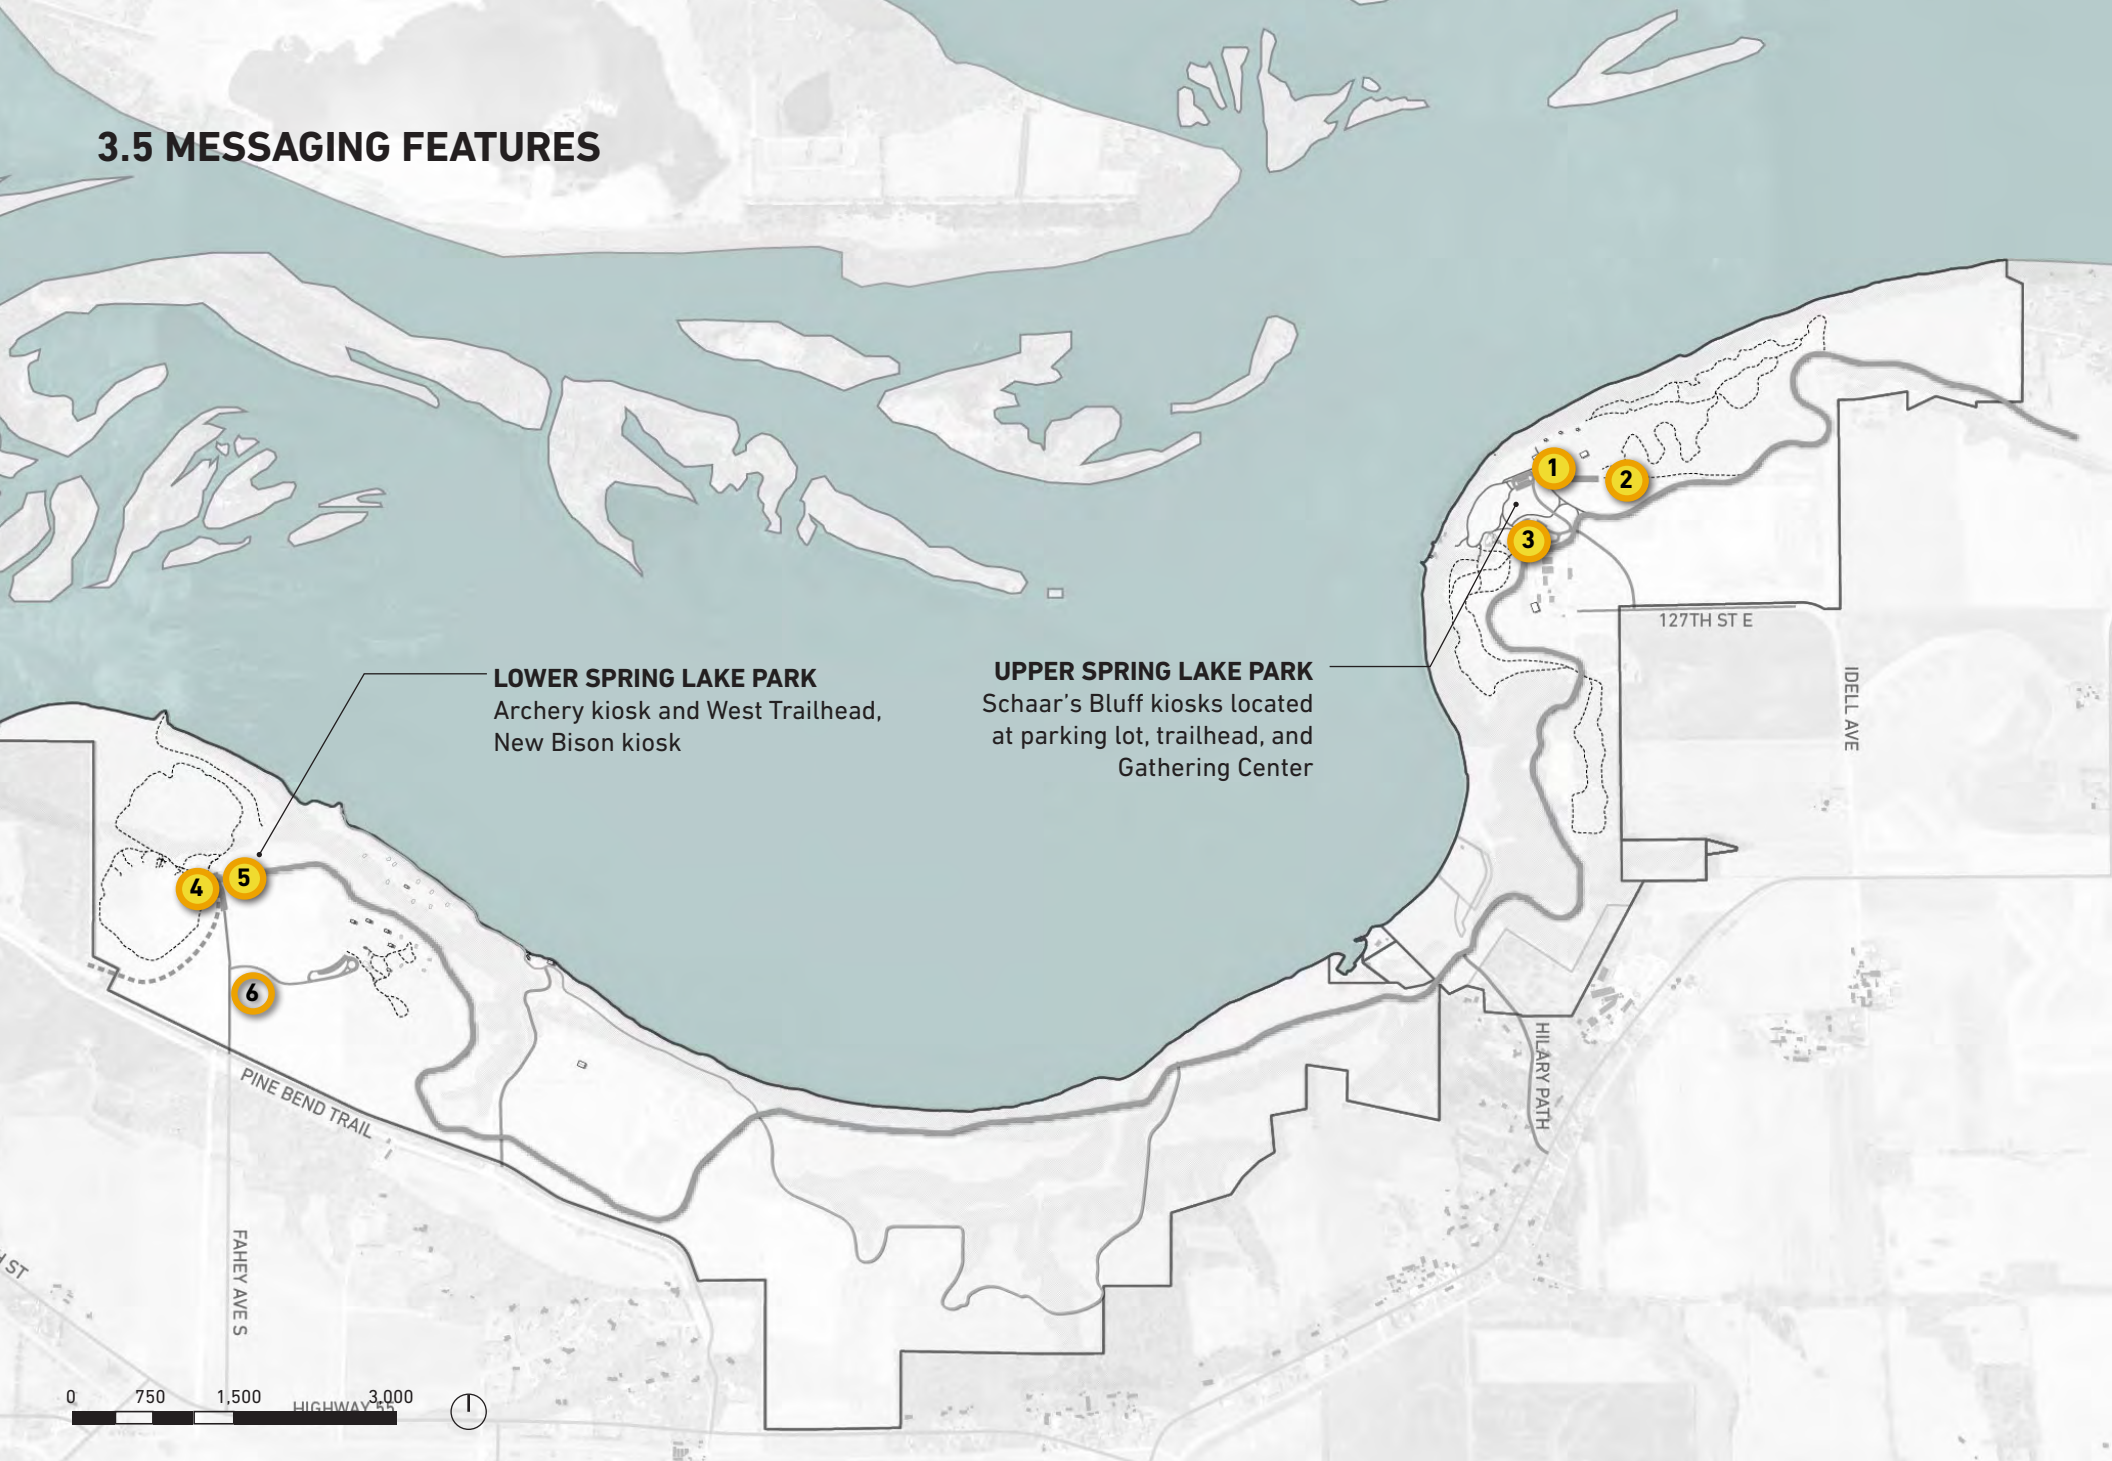 3.5 MESSAGING FEATURES
1
2
3
127TH ST E
IDELL AVE
LOWER SPRING LAKE PARK
Archery kiosk and West Trailhead,
New Bison kiosk
UPPER SPRING LAKE PARK
Schaar's Bluff kiosks located
at parking lot, trailhead, and
Gathering Center
4
5
6
PINE BEND TRAIL
HILARY PATH
FAHEY AVE S
ST
0 750 1,500 3,000
HIGHWAY 55